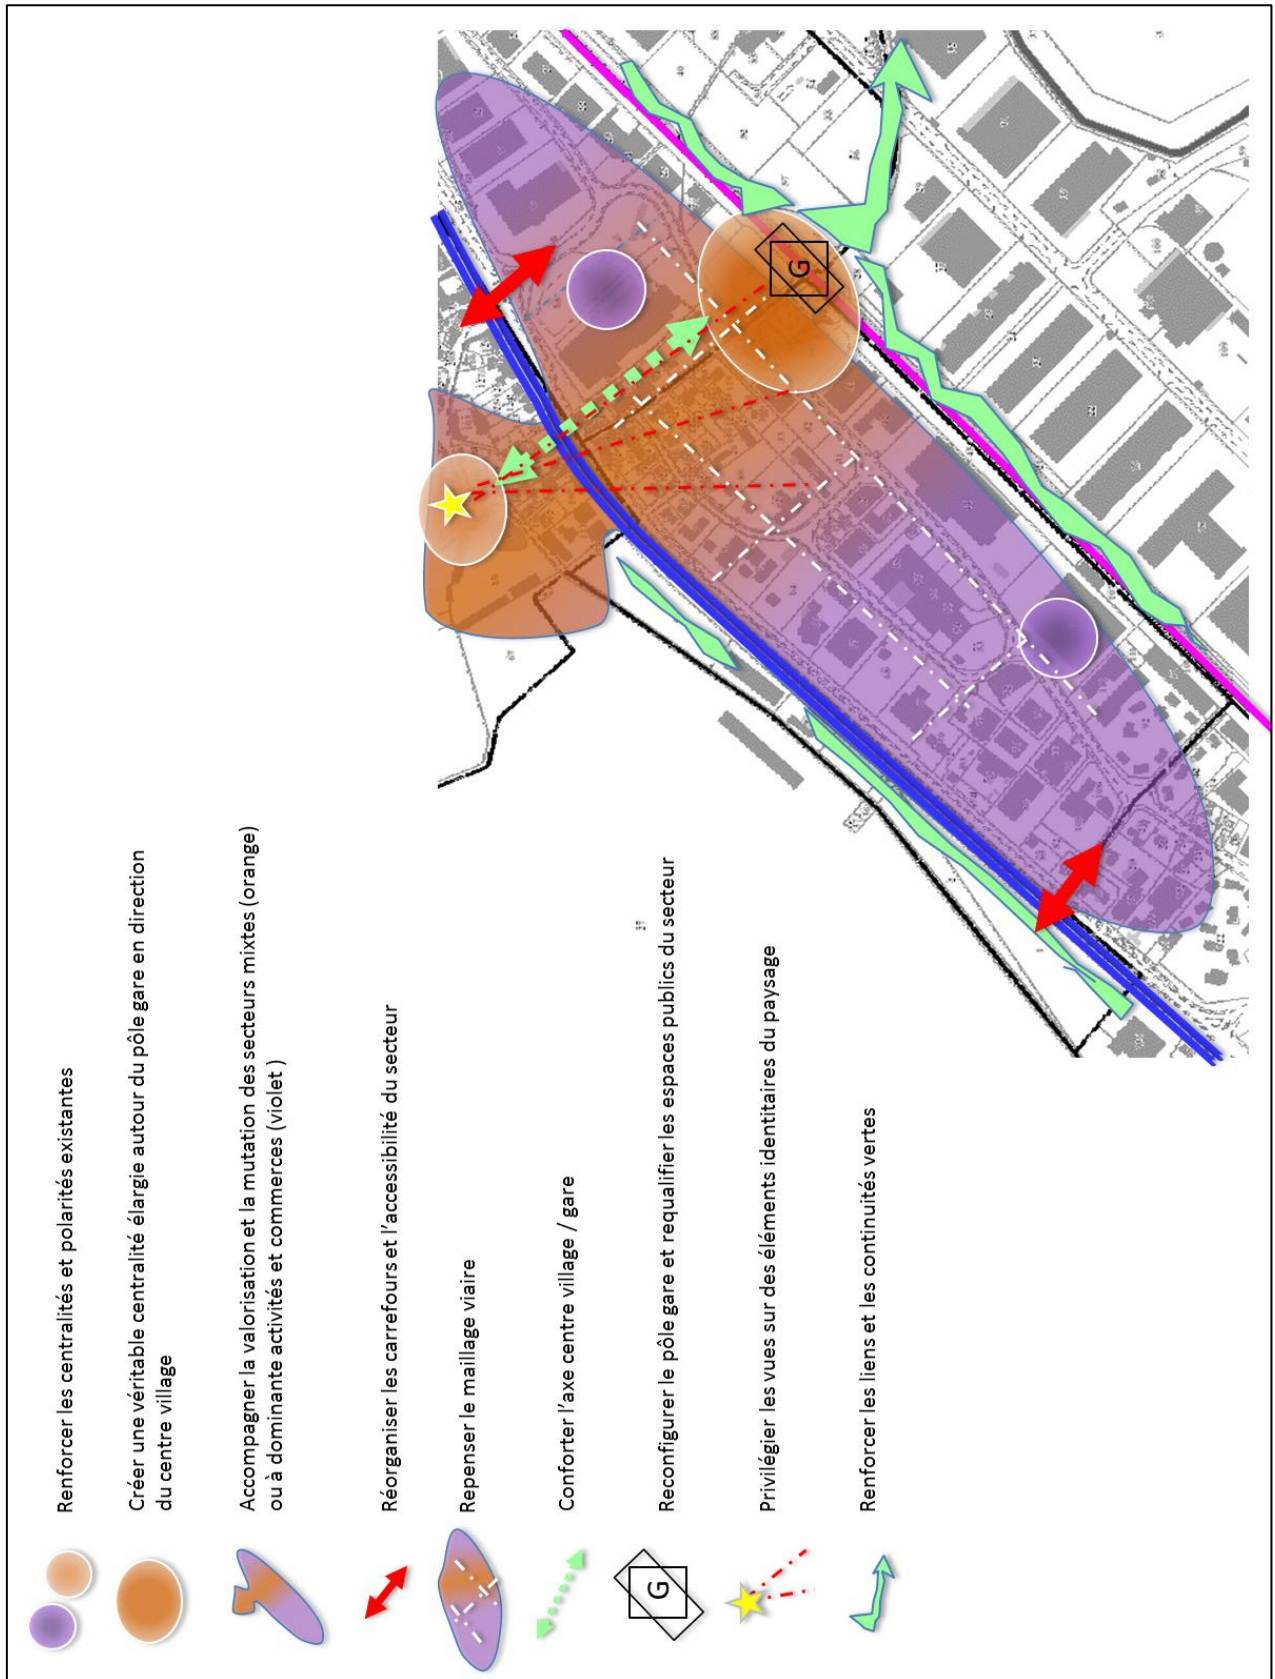 Renforcer les centralités et polarités existantes
Créer une véritable centralité élargie autour du pôle gare en direction
du centre village
Accompagner la valorisation et la mutation des secteurs mixtes (orange)
ou à dominante activités et commerces (violet )
Réorganiser les carrefours et l'accessibilité du secteur
Repenser le maillage viaire
Conforter l'axe centre village / gare
G
Reconfigurer le pôle gare et requalifier les espaces publics du secteur
Privilégier les vues sur des éléments identitaires du paysage
Renforcer les liens et les continuités vertes
G